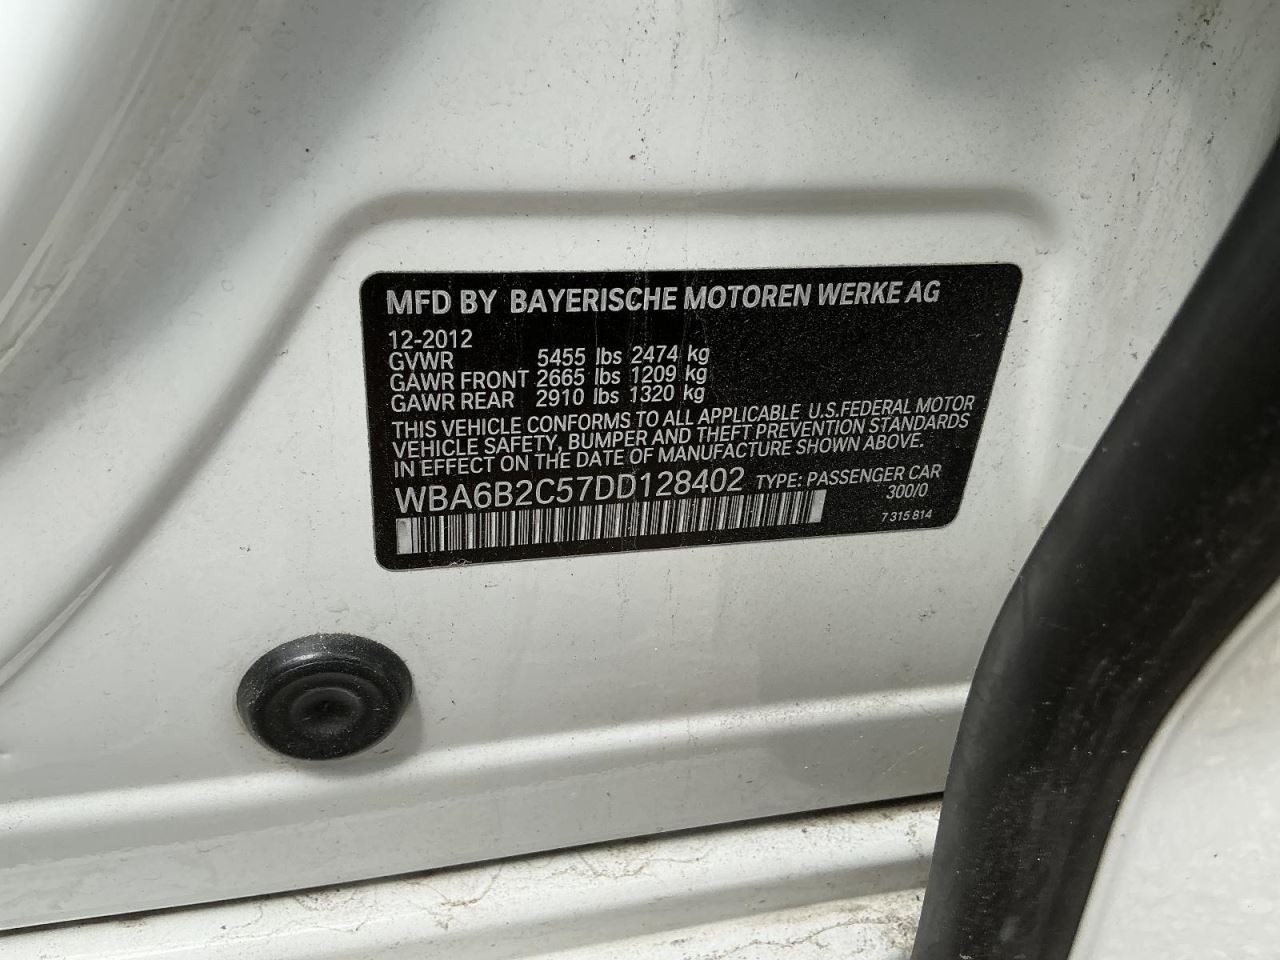 MFD BY BAYERISCHE MOTOREN WERKE AG
12-2012
GVWR 5455 lbs 2474 kg
GAWR FRONT 2665 lbs 1209 kg
GAWR REAR 2910 lbs 1320 kg
THIS VEHICLE CONFORMS TO ALL APPLICABLE U.S.FEDERAL MOTOR
VEHICLE SAFETY, BUMPER AND THEFT PREVENTION STANDARDS
IN EFFECT ON THE DATE OF MANUFACTURE SHOWN ABOVE.
WBA6B2C57DD128402 TYPE: PASSENGER CAR
300/0
7 315 814